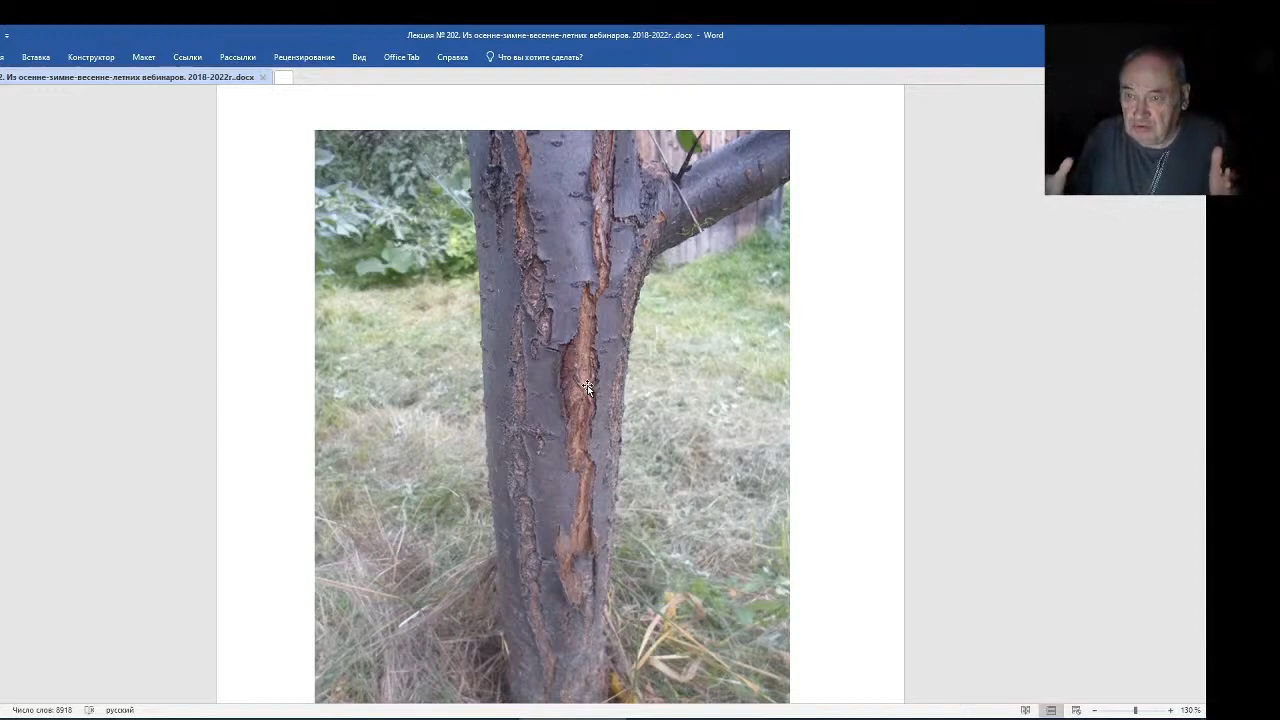 Лекция № 202. Из осенне-зимне-весенне-летних вебинаров. 2018-2022г..docx - Word
Вставка Конструктор Макет Ссылки Рассылки Рецензирование Вид Office Tab Справка Что вы хотите сделать?
2. Из осенне-зимне-весенне-летних вебинаров. 2018-2022г..docx
Число слов: 8918 русский 130 %